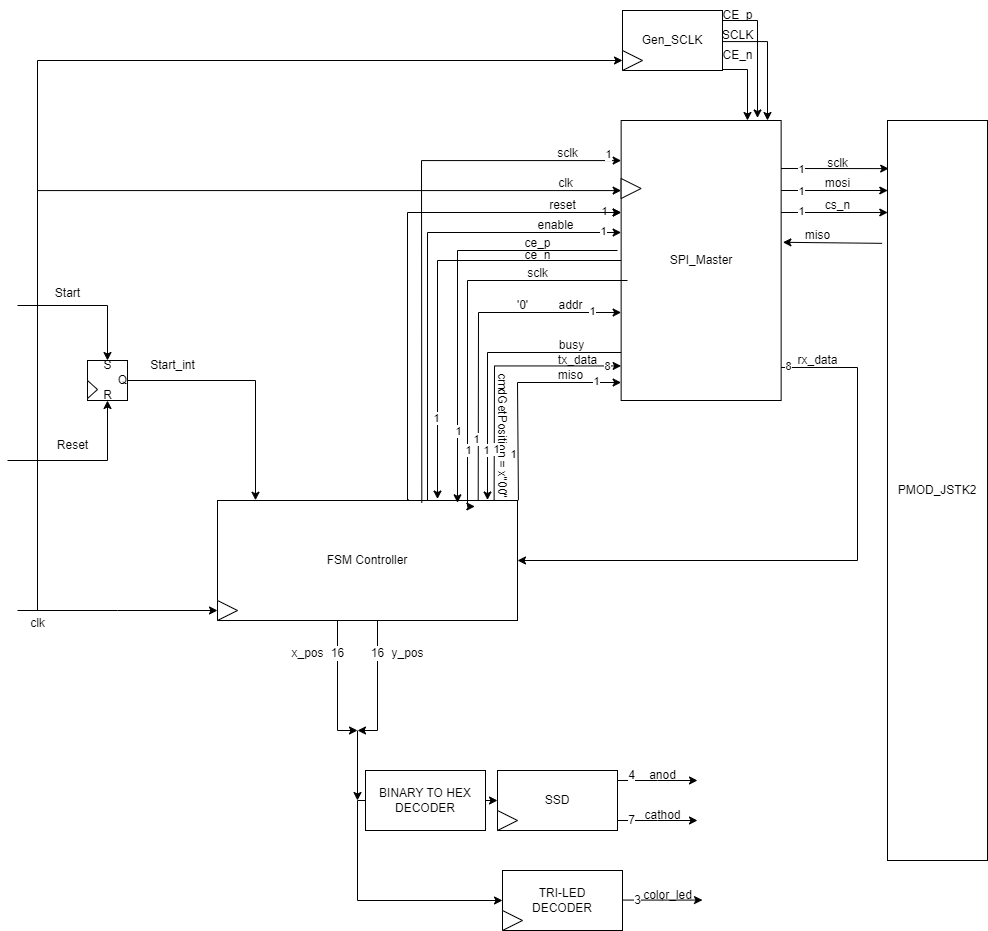 CE_p
Gen_SCLK
SCLK
CE_n
sclk
1
clk
reset
1
enable
1
ce_p
ce_n
sclk
'0'
addr
1
busy
tx_data
8
miso
1
SPI_Master
1
sclk
1
mosi
1
cs_n
miso
8
rx_data
PMOD_JSTK2
Start
S
Q
R
Start_int
Reset
1
1
1
1
1
1
cmdGetPosition = x"00"
1
FSM Controller
clk
x_pos
16
16
y_pos
BINARY TO HEX
DECODER
SSD
4
anod
7
cathod
TRI-LED
DECODER
3
color_led